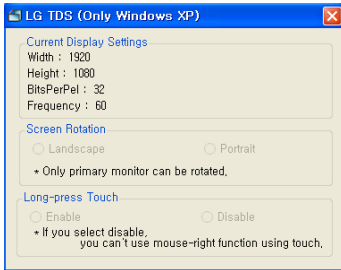 LG TDS (Only Windows XP)
Current Display Settings
Width : 1920
Height : 1080
BitsPerPel : 32
Frequency : 60
Screen Rotation
Landscape Portrait
* Only primary monitor can be rotated,
Long-press Touch
Enable Disable
* If you select disable,
you can't use mouse-right function using touch,